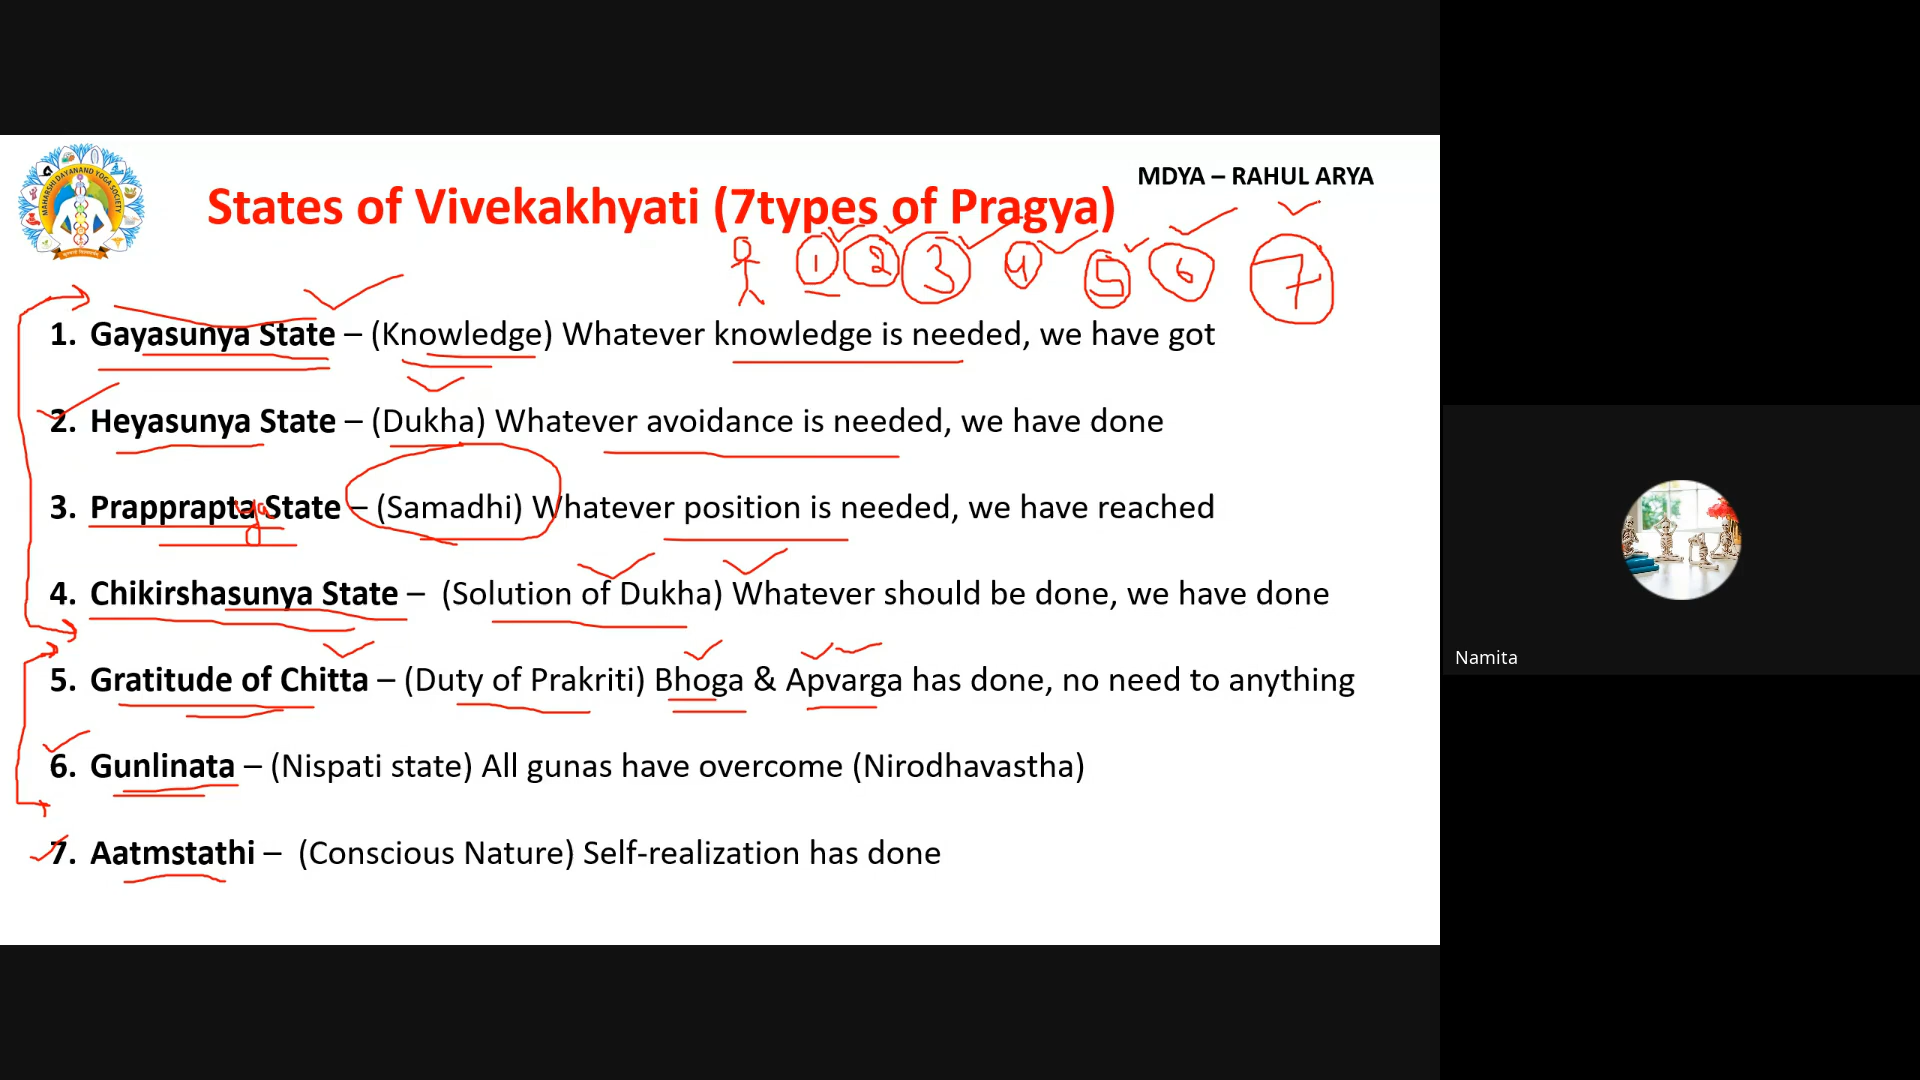 MAHARSHI DAYANAND YOGA SOCIETY
MDYA – RAHUL ARYA
States of Vivekakhyati (7types of Pragya)
1 2 3 4 5 6 7
1. Gayasunya State – (Knowledge) Whatever knowledge is needed, we have got
2. Heyasunya State – (Dukha) Whatever avoidance is needed, we have done
3. Prapprapta State – (Samadhi) Whatever position is needed, we have reached
ya
4. Chikirshasunya State – (Solution of Dukha) Whatever should be done, we have done
5. Gratitude of Chitta – (Duty of Prakriti) Bhoga & Apvarga has done, no need to anything
6. Gunlinata – (Nispati state) All gunas have overcome (Nirodhavastha)
7. Aatmstathi – (Conscious Nature) Self-realization has done
Namita